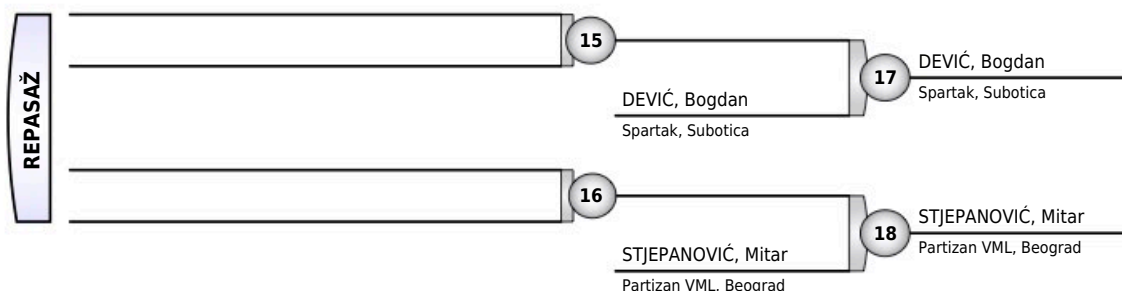 REPASAŽ
15
DEVIĆ, Bogdan
Spartak, Subotica
17
DEVIĆ, Bogdan
Spartak, Subotica
16
STJEPANOVIĆ, Mitar
Partizan VML, Beograd
18
STJEPANOVIĆ, Mitar
Partizan VML, Beograd